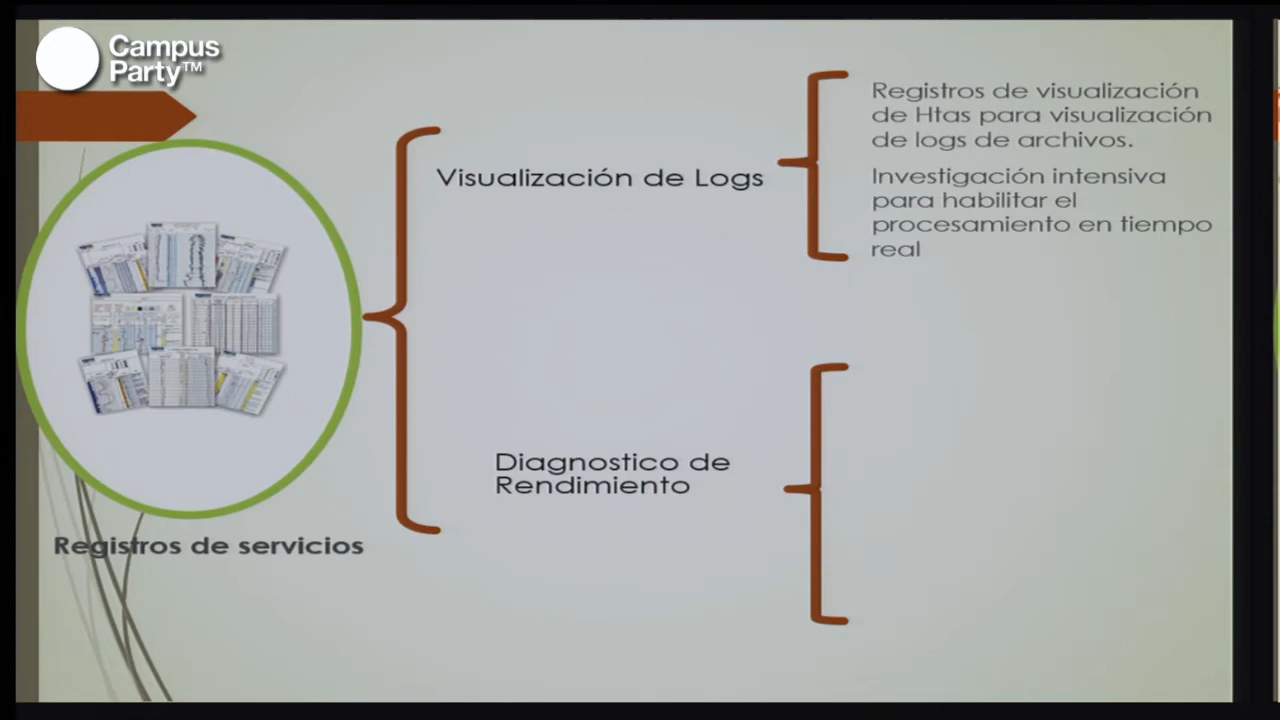 Campus
Party™
Registros de visualización
de Htas para visualización
de logs de archivos.
Investigación intensiva
para habilitar el
procesamiento en tiempo
real
Visualización de Logs
Diagnostico de
Rendimiento
Registros de servicios